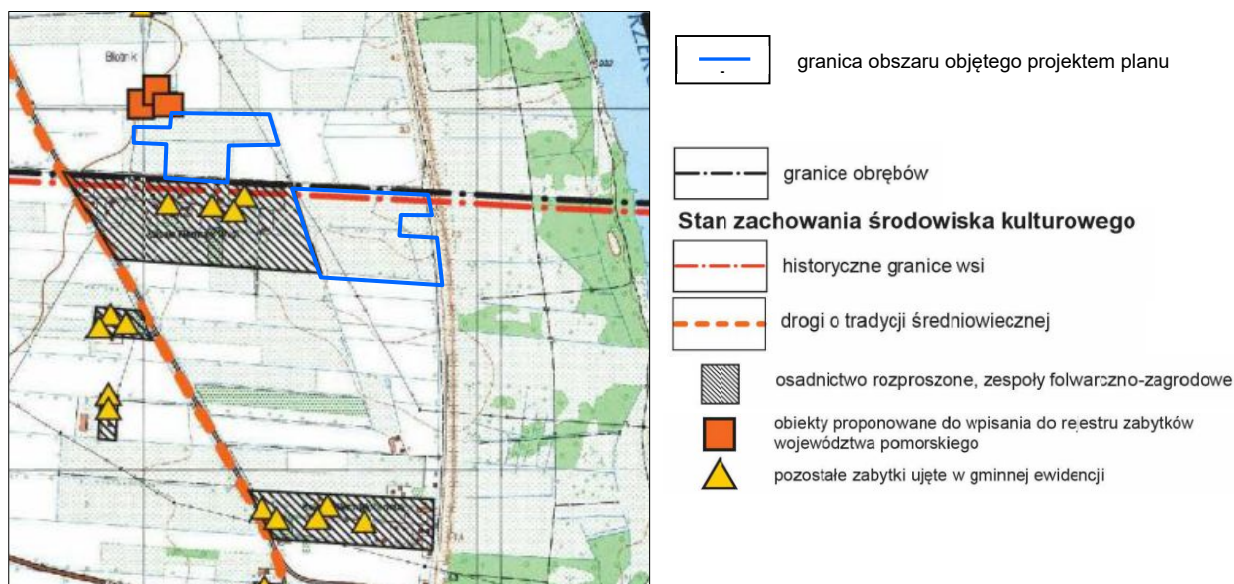 Błotnik
granica obszaru objętego projektem planu
granice obrębów
Stan zachowania środowiska kulturowego
historyczne granice wsi
drogi o tradycji średniowiecznej
osadnictwo rozproszone, zespoły folwarczno-zagrodowe
obiekty proponowane do wpisania do rejestru zabytków
województwa pomorskiego
pozostałe zabytki ujęte w gminnej ewidencji